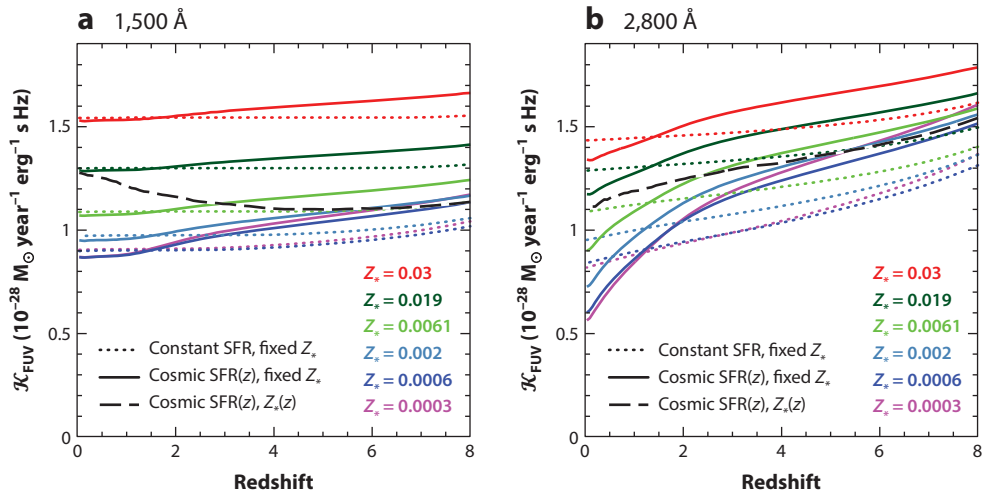 a 1,500 Å
𝒦FUV (10−28 M⊙ year−1 erg−1 s Hz)
1.5
1
0.5
0
Z* = 0.03
Z* = 0.019
Z* = 0.0061
Z* = 0.002
Z* = 0.0006
Z* = 0.0003
Constant SFR, fixed Z*
Cosmic SFR(z), fixed Z*
Cosmic SFR(z), Z*(z)
0 2 4 6 8
Redshift
b 2,800 Å
𝒦FUV (10−28 M⊙ year−1 erg−1 s Hz)
1.5
1
0.5
0
Z* = 0.03
Z* = 0.019
Z* = 0.0061
Z* = 0.002
Z* = 0.0006
Z* = 0.0003
Constant SFR, fixed Z*
Cosmic SFR(z), fixed Z*
Cosmic SFR(z), Z*(z)
0 2 4 6 8
Redshift